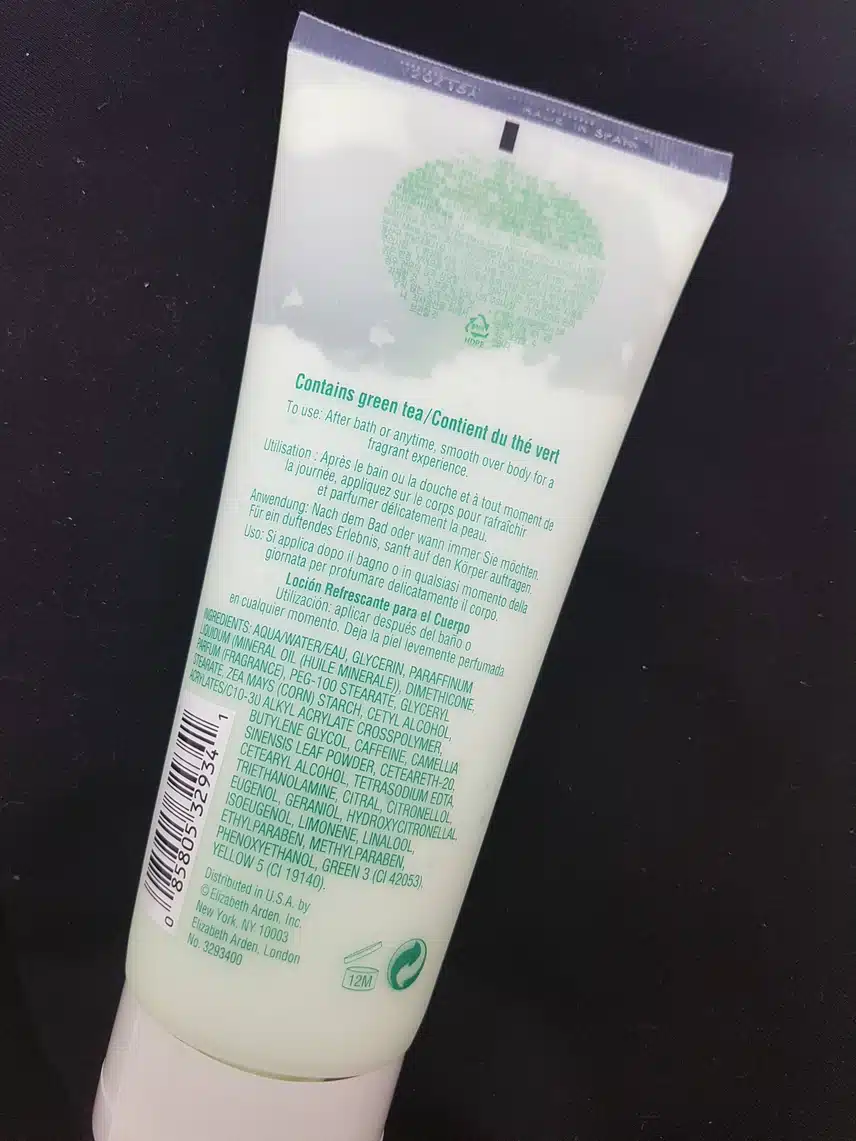 MADE IN SPAIN
HDPE
Contains green tea/Contient du thé vert
To use: After bath or anytime, smooth over body for a
fragrant experience.
Utilisation : Après le bain ou la douche et à tout moment de
la journée, appliquez sur le corps pour rafraîchir
et parfumer délicatement la peau.
Anwendung: Nach dem Bad oder wann immer Sie möchten.
Für ein duftendes Erlebnis, sanft auf den Körper auftragen.
Uso: Si applica dopo il bagno o in qualsiasi momento della
giornata per profumare delicatamente il corpo.
Loción Refrescante para el Cuerpo
Utilización: aplicar después del baño o
en cualquier momento. Deja la piel levemente perfumada
INGREDIENTS: AQUA/WATER/EAU, GLYCERIN, PARAFFINUM
LIQUIDUM (MINERAL OIL (HUILE MINERALE)), DIMETHICONE,
PARFUM (FRAGRANCE), PEG-100 STEARATE, GLYCERYL
STEARATE, ZEA MAYS (CORN) STARCH, CETYL ALCOHOL,
ACRYLATES/C10-30 ALKYL ACRYLATE CROSSPOLYMER,
BUTYLENE GLYCOL, CAFFEINE, CAMELLIA
SINENSIS LEAF POWDER, CETEARETH-20,
CETEARYL ALCOHOL, TETRASODIUM EDTA,
TRIETHANOLAMINE, CITRAL, CITRONELLOL,
EUGENOL, GERANIOL, HYDROXYCITRONELLAL,
ISOEUGENOL, LIMONENE, LINALOOL,
ETHYLPARABEN, METHYLPARABEN,
PHENOXYETHANOL, GREEN 3 (CI 42053),
YELLOW 5 (CI 19140).
0 85805 32934 1
Distributed in U.S.A. by
© Elizabeth Arden, Inc.
New York, NY 10003
Elizabeth Arden, London
No. 3293400
12M